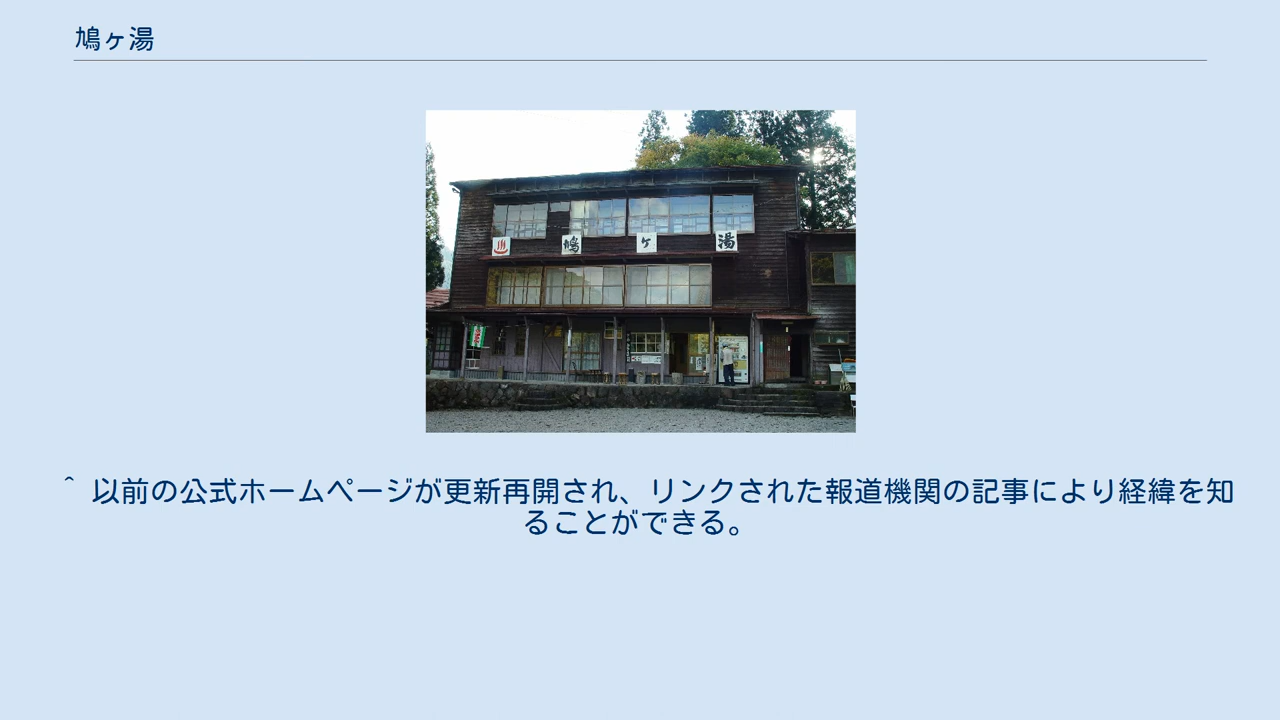 鳩ヶ湯
鳩 ケ 湯
^ 以前の公式ホームページが更新再開され、リンクされた報道機関の記事により経緯を知
ることができる。